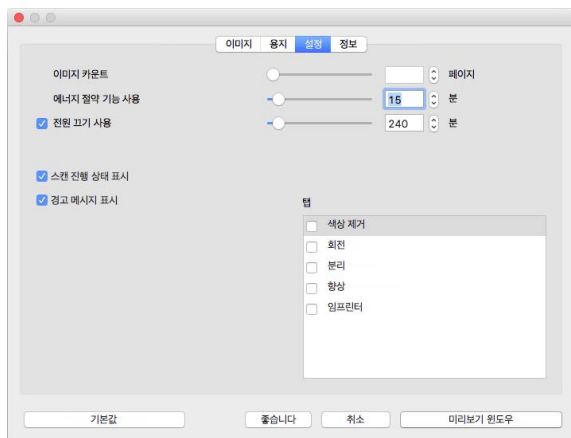 이미지 용지 설정 정보
이미지 카운트 페이지
에너지 절약 기능 사용 15 분
전원 끄기 사용 240 분
스캔 진행 상태 표시
경고 메시지 표시
탭
색상 제거
회전
분리
향상
임프린터
기본값 좋습니다 취소 미리보기 윈도우